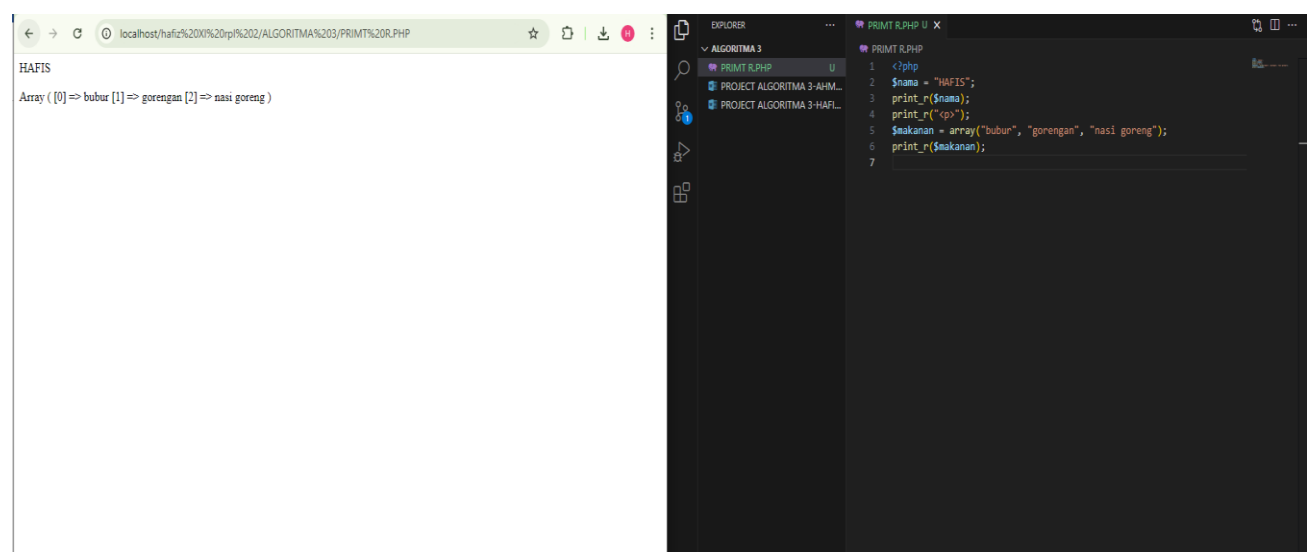 localhost/hafiz%20XI%20rpl%202/ALGORITMA%203/PRIMT%20R.PHP
H
HAFIS
Array ( [0] => bubur [1] => gorengan [2] => nasi goreng )
EXPLORER
ALGORITMA 3
PRIMT R.PHP U
PROJECT ALGORITMA 3-AHM...
PROJECT ALGORITMA 3-HAFI...
1
PRIMT R.PHP U X
PRIMT R.PHP
1 <?php
2 $nama = "HAFIS";
3 print_r($nama);
4 print_r("<p>");
5 $makanan = array("bubur", "gorengan", "nasi goreng");
6 print_r($makanan);
7